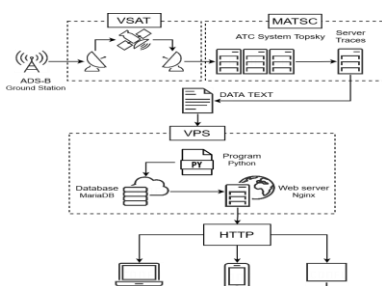 VSAT
MATSC
ATC System Topsky
Server
Traces
ADS-B
Ground Station
DATA TEXT
VPS
Program
Python
PY
Database
MariaDB
Web server
Nginx
HTTP